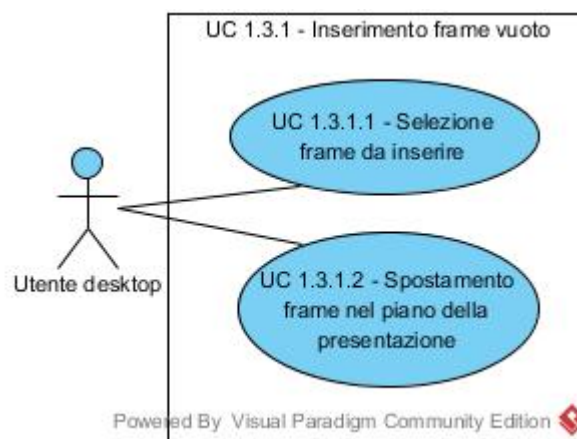 UC 1.3.1 - Inserimento frame vuoto
UC 1.3.1.1 - Selezione
frame da inserire
Utente desktop
UC 1.3.1.2 - Spostamento
frame nel piano della
presentazione
Powered By Visual Paradigm Community Edition